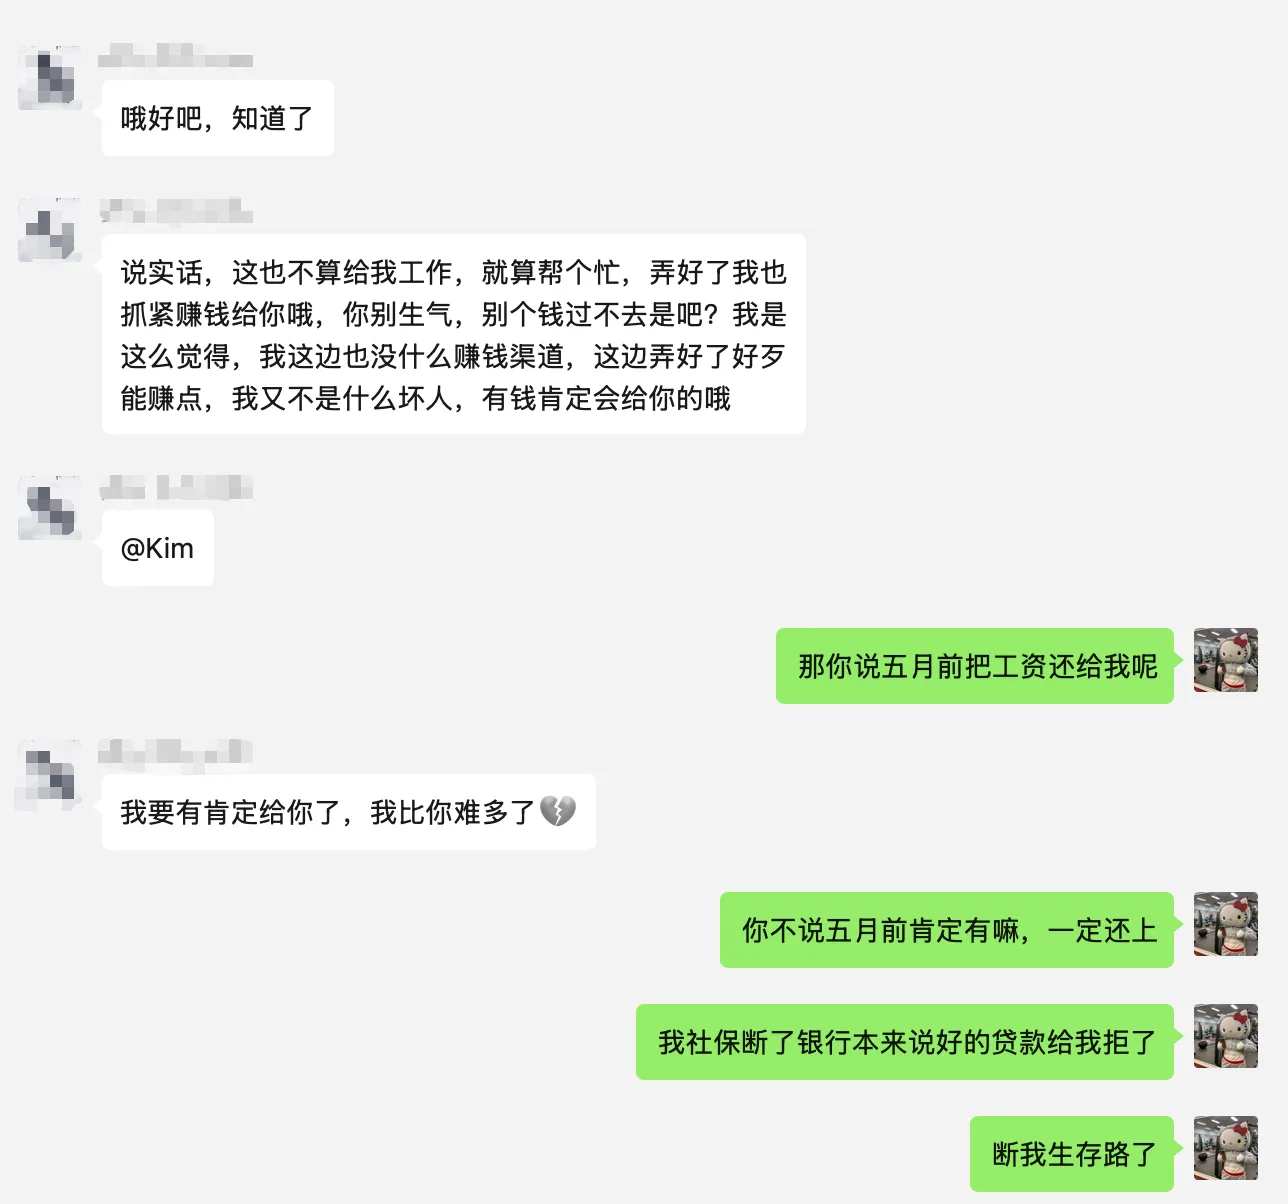 哦好吧，知道了
说实话，这也不算给我工作，就算帮个忙，弄好了我也
抓紧赚钱给你哦，你别生气，别个钱过不去是吧？我是
这么觉得，我这边也没什么赚钱渠道，这边弄好了好歹
能赚点，我又不是什么坏人，有钱肯定会给你的哦
@Kim
那你说五月前把工资还给我呢
我要有肯定给你了，我比你难多了💔
你不说五月前肯定有嘛，一定还上
我社保断了银行本来说好的贷款给我拒了
断我生存路了